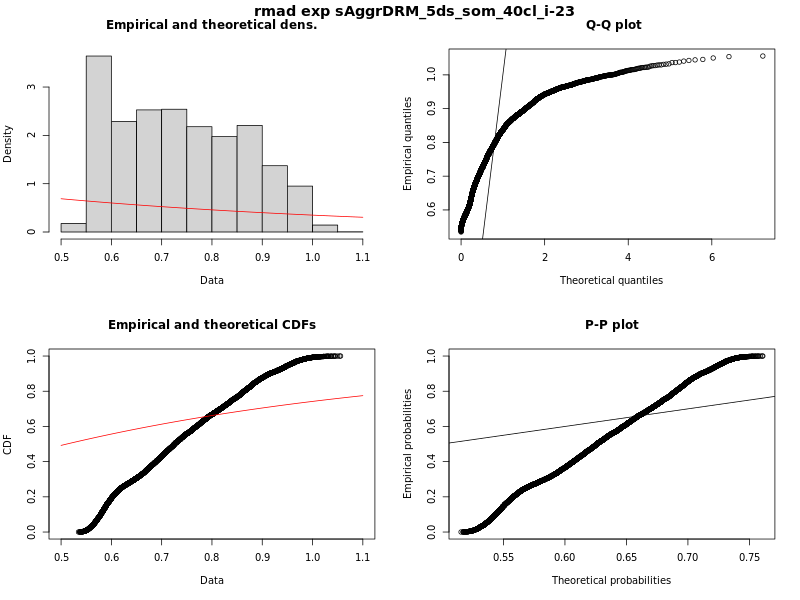 rmad exp sAggrDRM_5ds_som_40cl_i-23
Empirical and theoretical dens.
Density
0 1 2 3
0.5 0.6 0.7 0.8 0.9 1.0 1.1
Data
Q-Q plot
Empirical quantiles
0.6 0.7 0.8 0.9 1.0
0 2 4 6
Theoretical quantiles
Empirical and theoretical CDFs
CDF
0.0 0.2 0.4 0.6 0.8 1.0
0.5 0.6 0.7 0.8 0.9 1.0 1.1
Data
P-P plot
Empirical probabilities
0.0 0.2 0.4 0.6 0.8 1.0
0.55 0.60 0.65 0.70 0.75
Theoretical probabilities